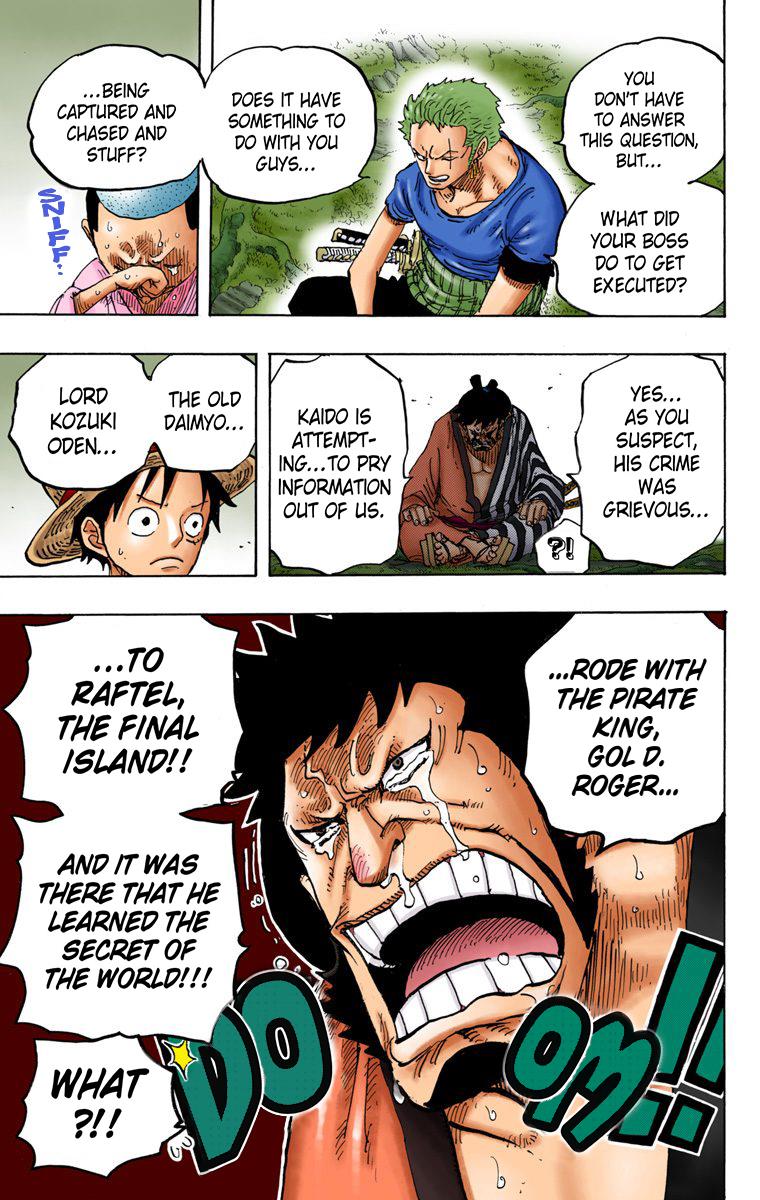 YOU
DON'T HAVE
TO ANSWER
THIS QUESTION,
BUT...
WHAT DID
YOUR BOSS
DO TO GET
EXECUTED?
DOES IT HAVE
SOMETHING TO
DO WITH YOU
GUYS...
...BEING
CAPTURED AND
CHASED AND
STUFF?
SNIFF..
YES...
AS YOU
SUSPECT,
HIS CRIME
WAS
GRIEVOUS...
?!
KAIDO IS
ATTEMPT-
ING...TO PRY
INFORMATION
OUT OF US.
THE OLD
DAIMYO...
LORD
KOZUKI
ODEN...
...RODE WITH
THE PIRATE
KING,
GOL D.
ROGER...
...TO
RAFTEL,
THE FINAL
ISLAND!!
AND IT WAS
THERE THAT HE
LEARNED THE
SECRET OF
THE WORLD!!!
WHAT
?!!
DOOM!!